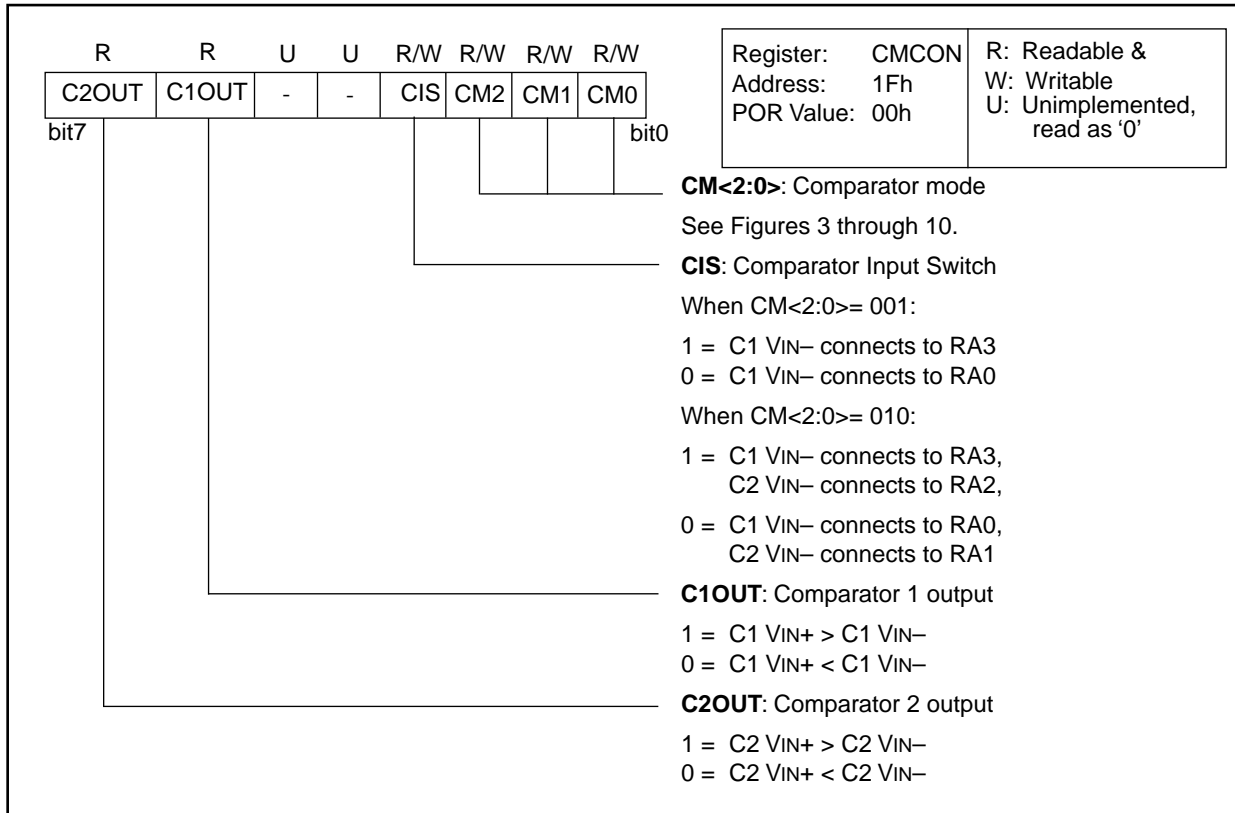 R R U U R/W R/W R/W R/W
C2OUT C1OUT - - CIS CM2 CM1 CM0
bit7 bit0
Register: CMCON
Address: 1Fh
POR Value: 00h
R: Readable &
W: Writable
U: Unimplemented,
read as ‘0’
CM<2:0>: Comparator mode
See Figures 3 through 10.
CIS: Comparator Input Switch
When CM<2:0>= 001:
1 = C1 VIN– connects to RA3
0 = C1 VIN– connects to RA0
When CM<2:0>= 010:
1 = C1 VIN– connects to RA3,
C2 VIN– connects to RA2,
0 = C1 VIN– connects to RA0,
C2 VIN– connects to RA1
C1OUT: Comparator 1 output
1 = C1 VIN+ > C1 VIN–
0 = C1 VIN+ < C1 VIN–
C2OUT: Comparator 2 output
1 = C2 VIN+ > C2 VIN–
0 = C2 VIN+ < C2 VIN–